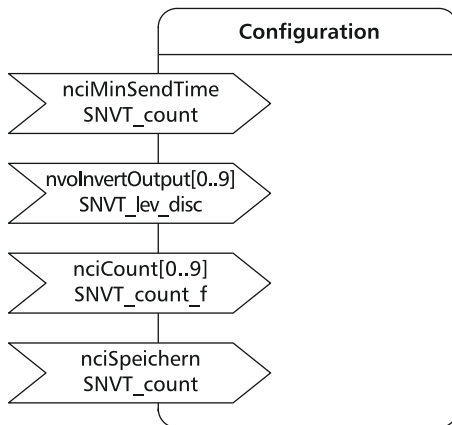 Configuration
nciMinSendTime
SNVT_count
nvoInvertOutput[0..9]
SNVT_lev_disc
nciCount[0..9]
SNVT_count_f
nciSpeichern
SNVT_count